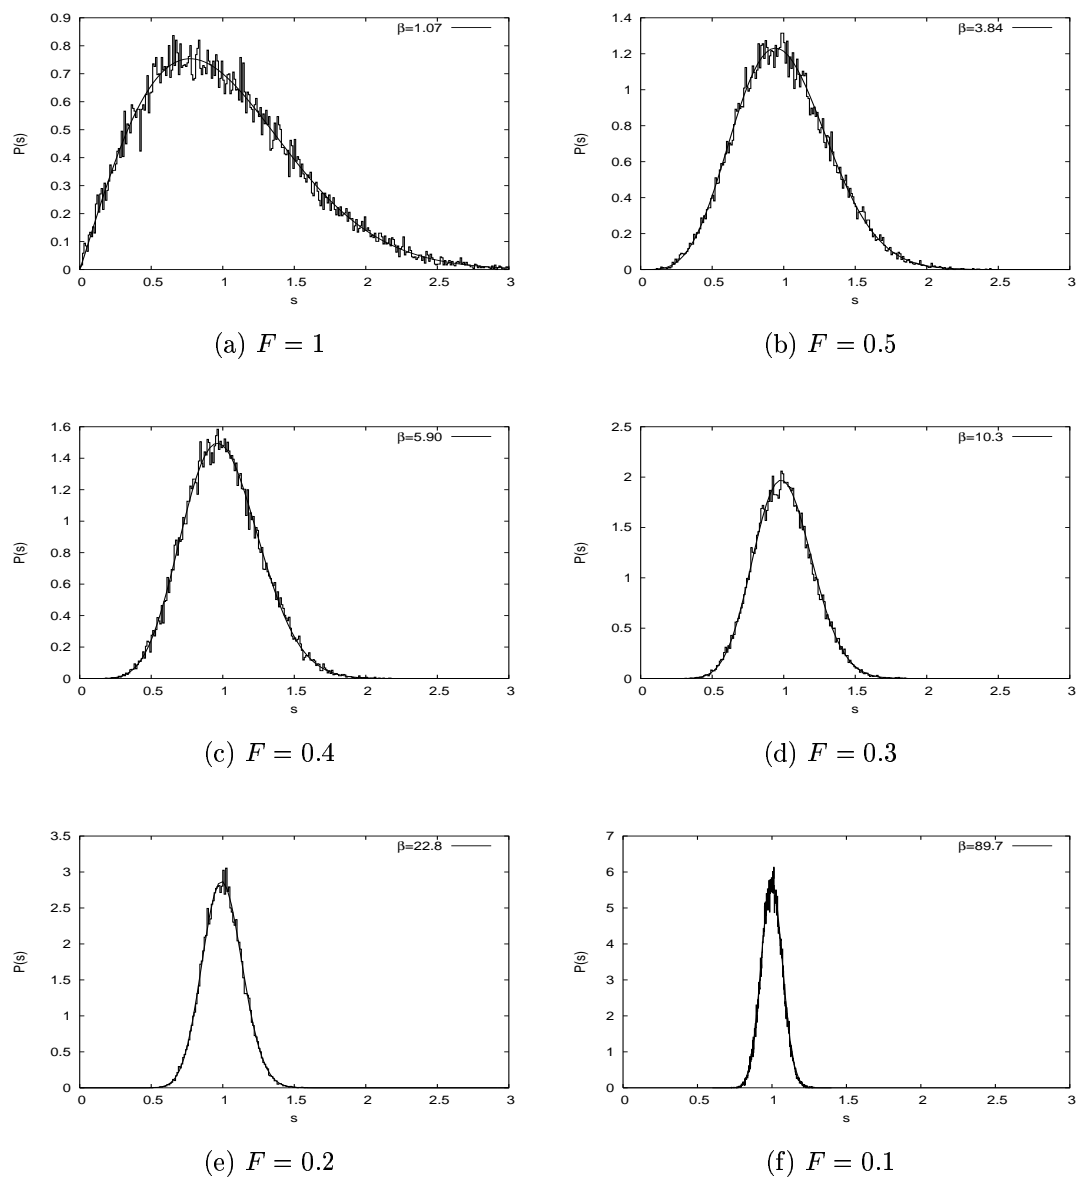 0.9
0.8
0.7
0.6
0.5
0.4
0.3
0.2
0.1
0
P(s)
β=1.07
0 0.5 1 1.5 2 2.5 3
s
(a) F = 1
1.4
1.2
1
0.8
0.6
0.4
0.2
0
P(s)
β=3.84
0 0.5 1 1.5 2 2.5 3
s
(b) F = 0.5
1.6
1.4
1.2
1
0.8
0.6
0.4
0.2
0
P(s)
β=5.90
0 0.5 1 1.5 2 2.5 3
s
(c) F = 0.4
2.5
2
1.5
1
0.5
0
P(s)
β=10.3
0 0.5 1 1.5 2 2.5 3
s
(d) F = 0.3
3.5
3
2.5
2
1.5
1
0.5
0
P(s)
β=22.8
0 0.5 1 1.5 2 2.5 3
s
(e) F = 0.2
7
6
5
4
3
2
1
0
P(s)
β=89.7
0 0.5 1 1.5 2 2.5 3
s
(f) F = 0.1